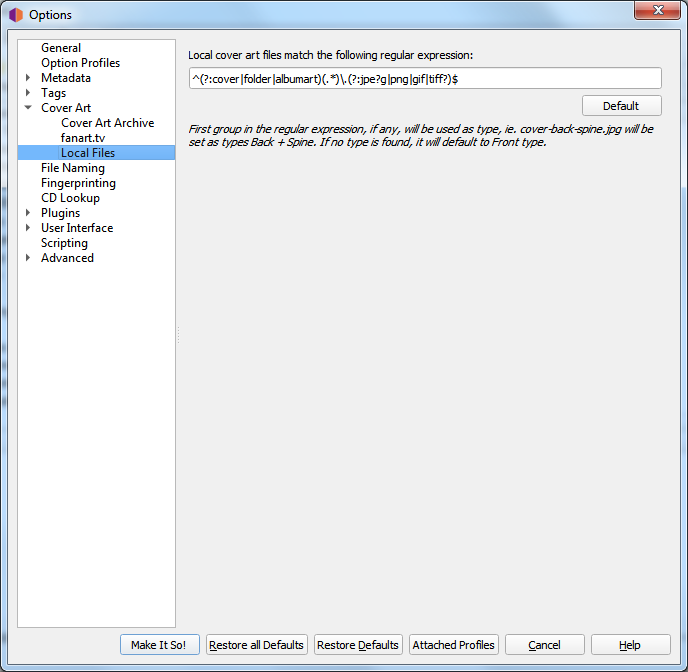 Options
General
Option Profiles
Metadata
Tags
Cover Art
Cover Art Archive
fanart.tv
Local Files
File Naming
Fingerprinting
CD Lookup
Plugins
User Interface
Scripting
Advanced
Local cover art files match the following regular expression:
^(?:cover|folder|albumart)(.*)\.(?:jpe?g|png|gif|tiff?)$
Default
First group in the regular expression, if any, will be used as type, ie. cover-back-spine.jpg will be
set as types Back + Spine. If no type is found, it will default to Front type.
Make It So!
Restore all Defaults
Restore Defaults
Attached Profiles
Cancel
Help